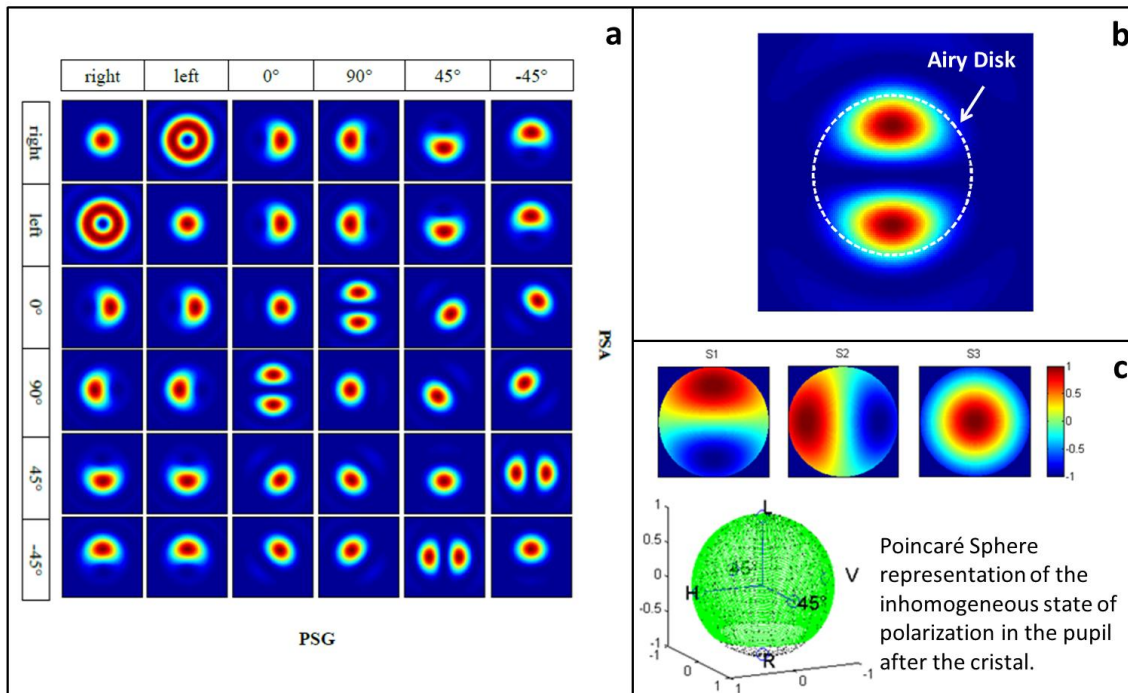 a
right left 0° 90° 45° -45°
right
left
0°
90°
45°
-45°
PSA
PSG
b
Airy Disk
c
S1 S2 S3
1
0.5
0
-0.5
-1
1
0.5
0
-0.5
-1
-1
0
1
1
0
-1
L
45°
V
H
45°
R
Poincaré Sphere
representation of the
inhomogeneous state of
polarization in the pupil
after the cristal.